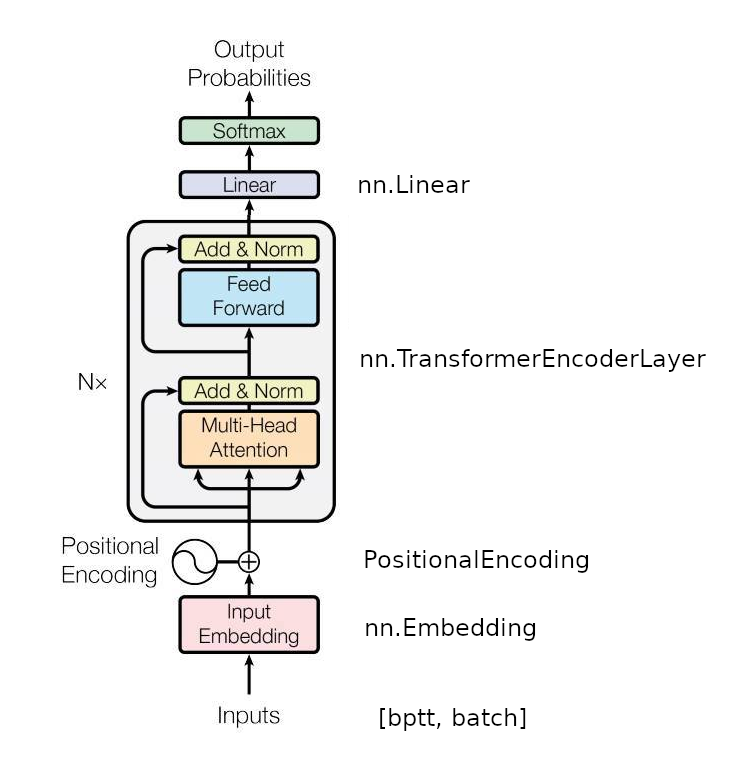 Output
Probabilities
Softmax
Linear
nn.Linear
Add & Norm
Feed
Forward
nn.TransformerEncoderLayer
N×
Add & Norm
Multi-Head
Attention
Positional
Encoding
PositionalEncoding
Input
Embedding
nn.Embedding
Inputs
[bptt, batch]